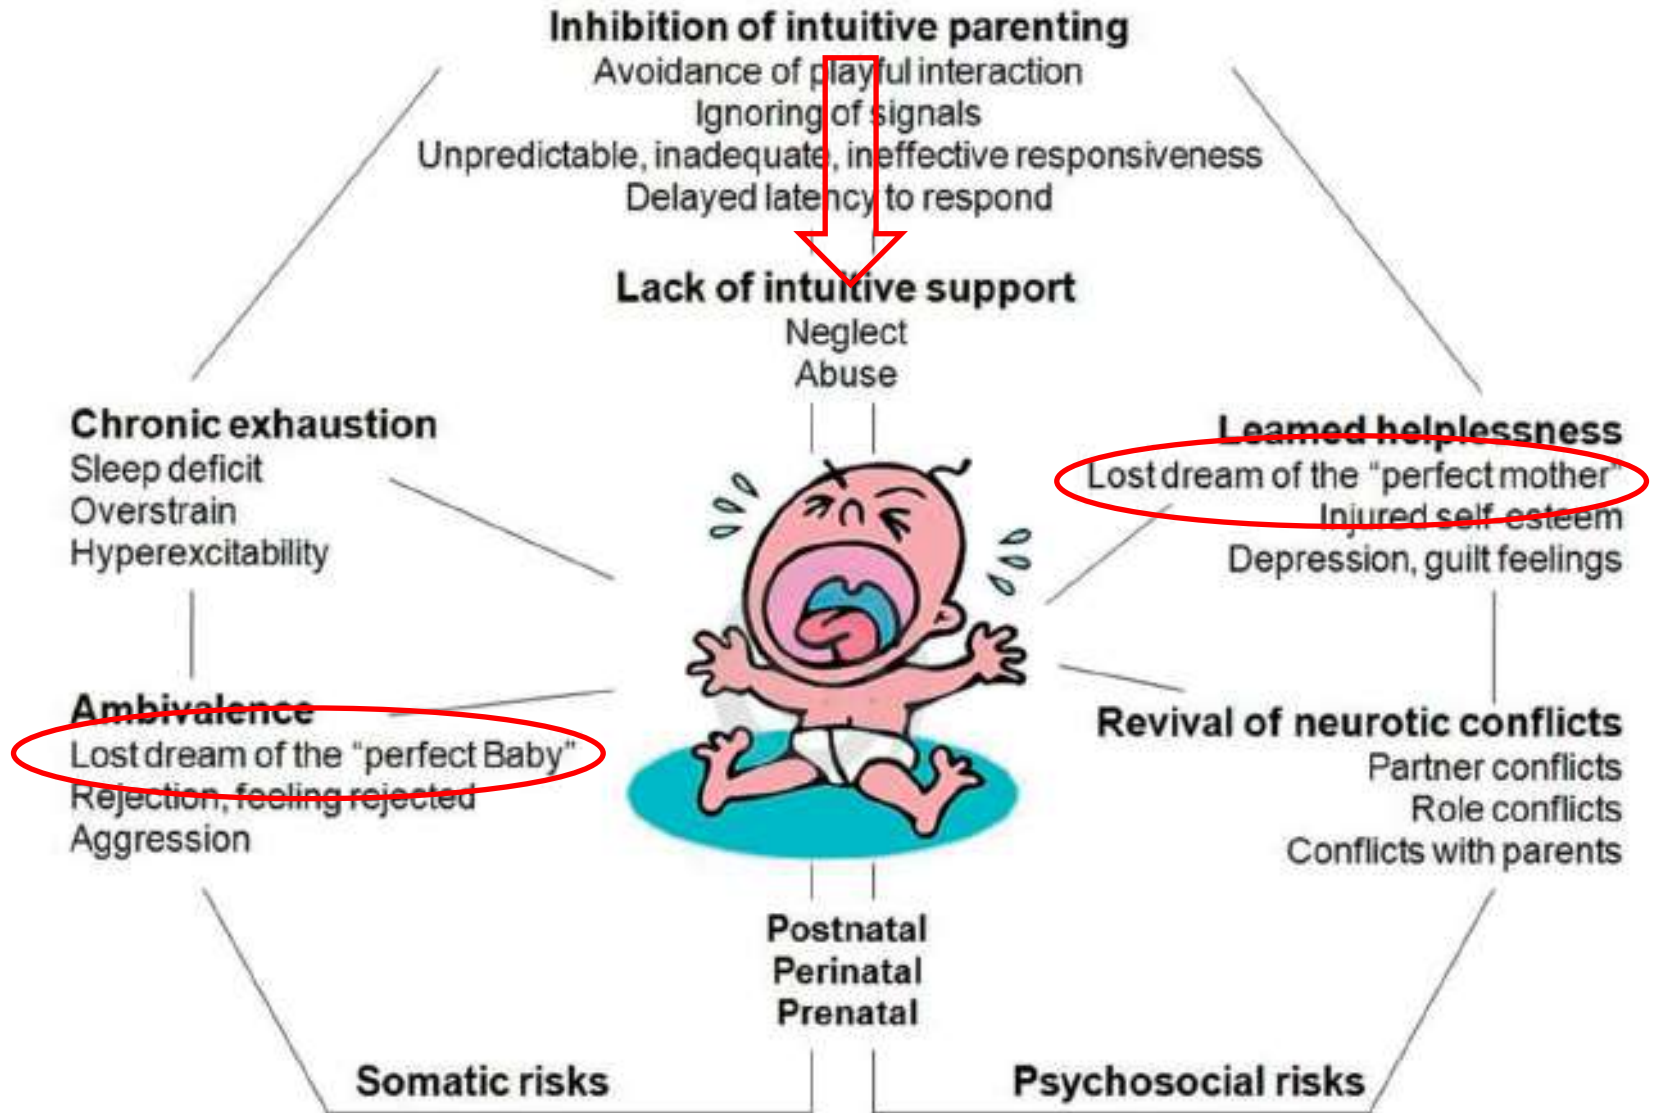 Inhibition of intuitive parenting
Avoidance of playful interaction
Ignoring of signals
Unpredictable, inadequate, ineffective responsiveness
Delayed latency to respond
Lack of intuitive support
Neglect
Abuse
Chronic exhaustion
Sleep deficit
Overstrain
Hyperexcitability
Leamed helplessness
Lost dream of the “perfect mother”
Injured self-esteem
Depression, guilt feelings
Ambivalence
Lost dream of the “perfect Baby”
Rejection, feeling rejected
Aggression
Revival of neurotic conflicts
Partner conflicts
Role conflicts
Conflicts with parents
Postnatal
Perinatal
Prenatal
Somatic risks
Psychosocial risks